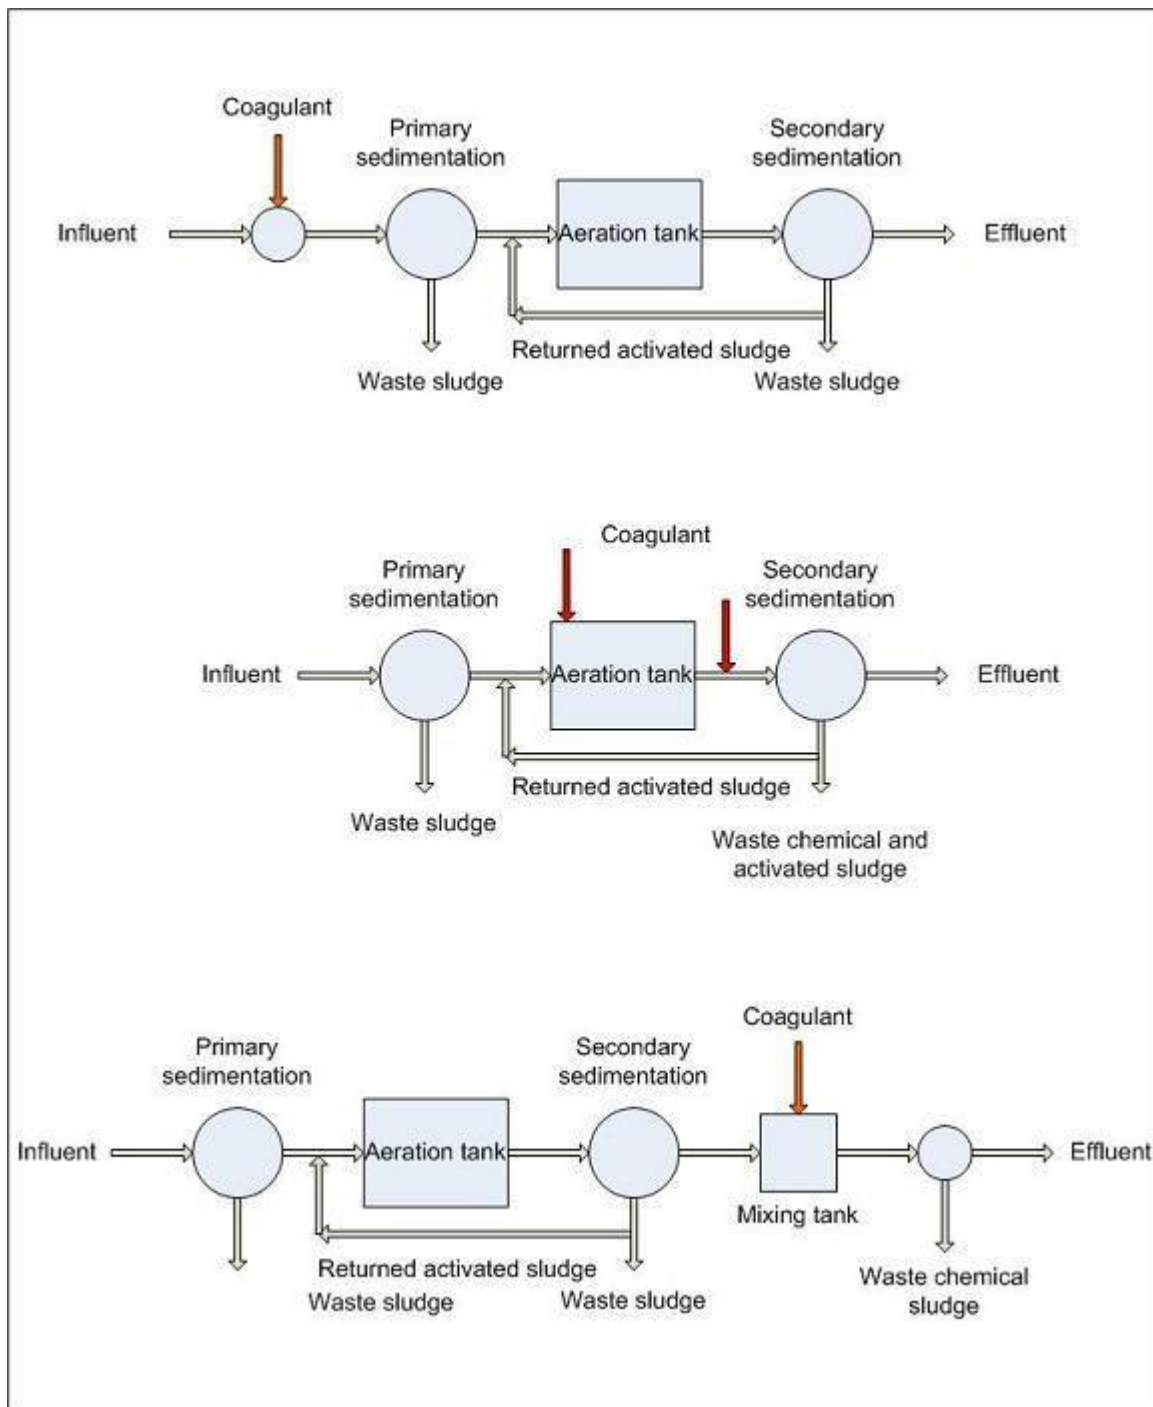 Coagulant
Primary
sedimentation
Secondary
sedimentation
Influent
Aeration tank
Effluent
Returned activated sludge
Waste sludge
Waste sludge
Coagulant
Primary
sedimentation
Secondary
sedimentation
Influent
Aeration tank
Effluent
Returned activated sludge
Waste sludge
Waste chemical and
activated sludge
Coagulant
Primary
sedimentation
Secondary
sedimentation
Influent
Aeration tank
Effluent
Mixing tank
Returned activated sludge
Waste sludge
Waste sludge
Waste chemical
sludge